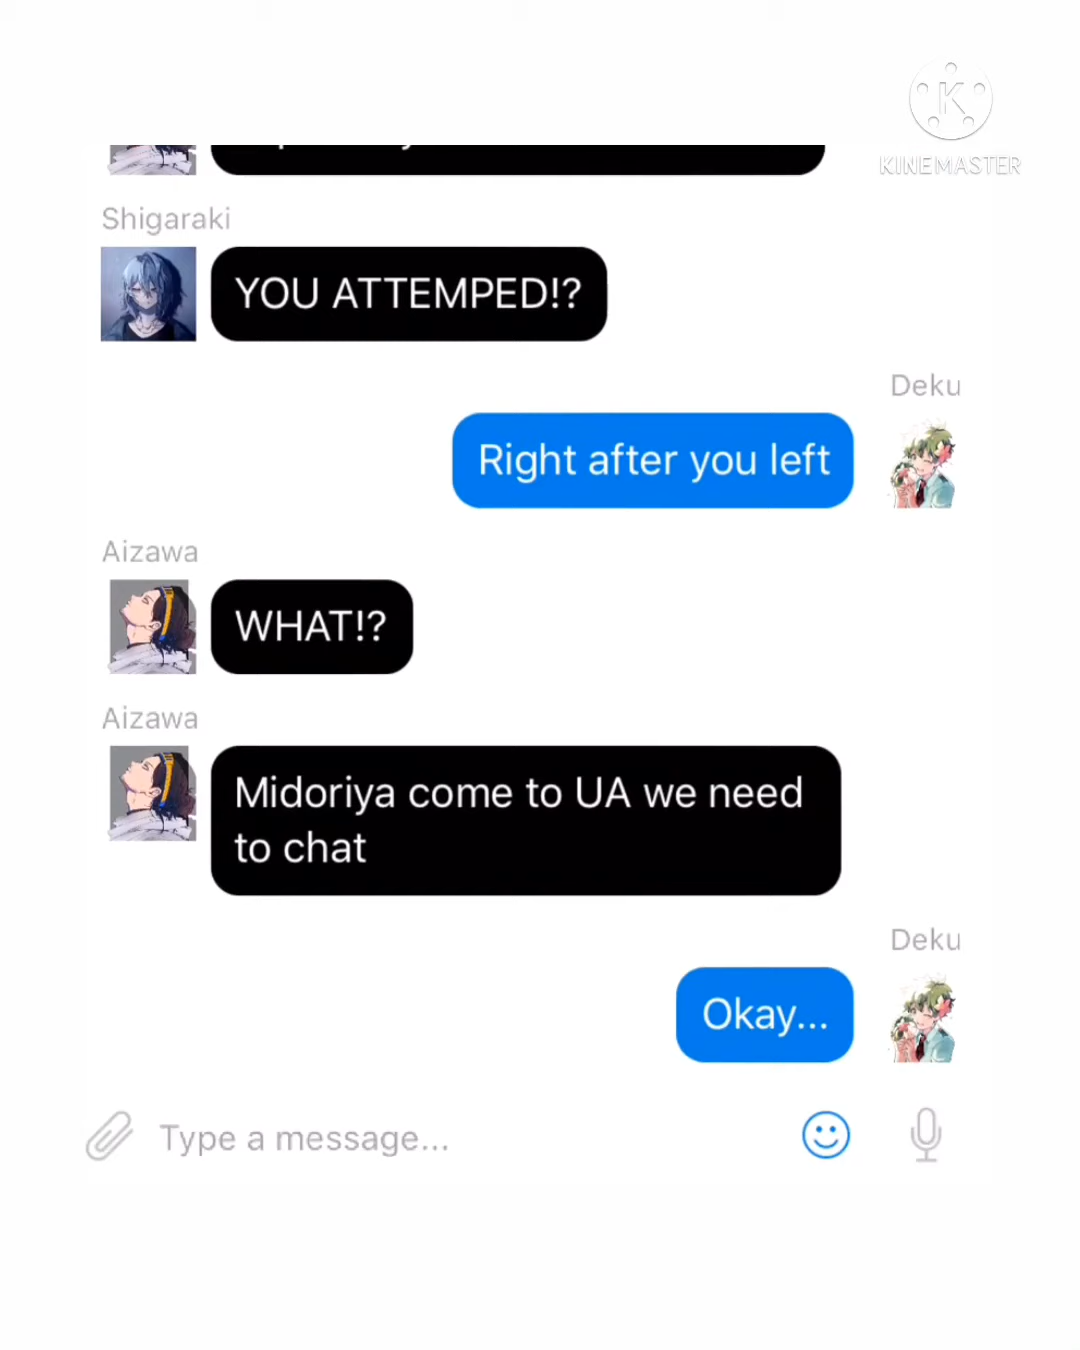 KINEMASTER
Shigaraki
YOU ATTEMPED!?
Deku
Right after you left
Aizawa
WHAT!?
Aizawa
Midoriya come to UA we need
to chat
Deku
Okay...
Type a message...